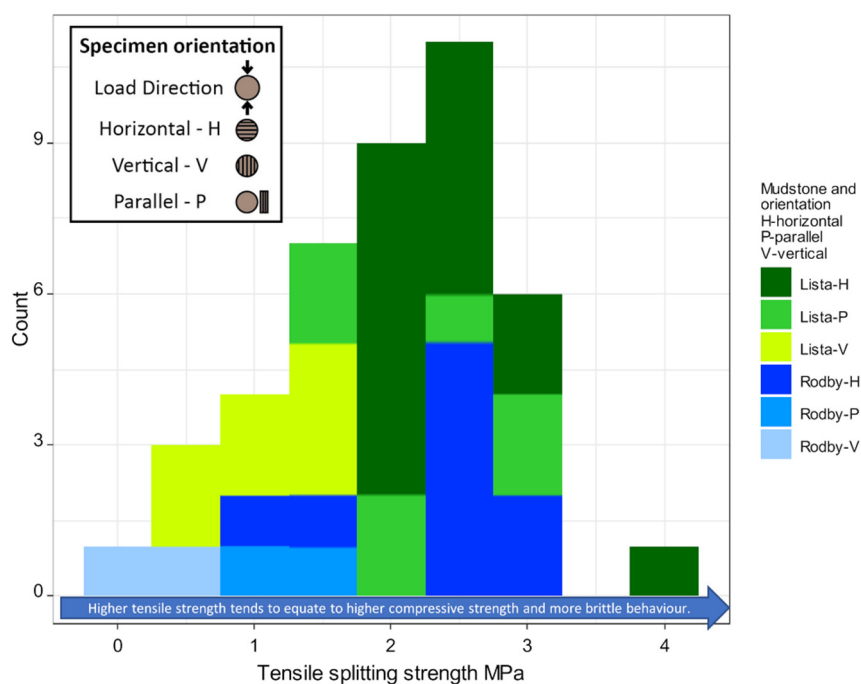 Specimen orientation
Load Direction
Horizontal - H
Vertical - V
Parallel - P
Count
9
6
3
0
Higher tensile strength tends to equate to higher compressive strength and more brittle behaviour.
0 1 2 3 4
Tensile splitting strength MPa
Mudstone and
orientation
H-horizontal
P-parallel
V-vertical
Lista-H
Lista-P
Lista-V
Rodby-H
Rodby-P
Rodby-V